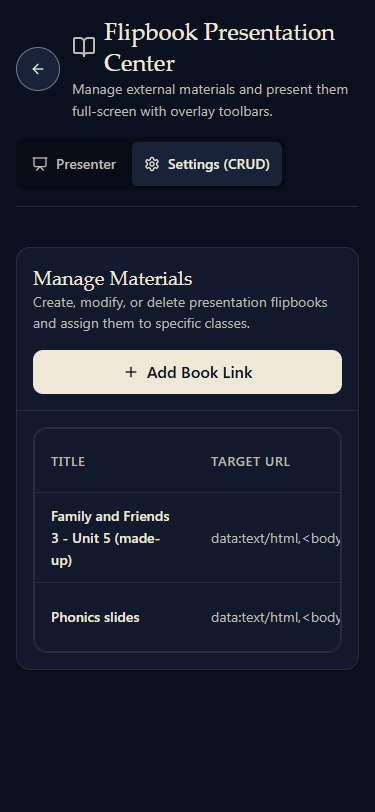 Flipbook Presentation
Center
Manage external materials and present them
full-screen with overlay toolbars.
Presenter
Settings (CRUD)
Manage Materials
Create, modify, or delete presentation flipbooks
and assign them to specific classes.
+ Add Book Link
TITLE TARGET URL
Family and Friends
3 - Unit 5 (made-
up)
data:text/html,<body
Phonics slides data:text/html,<body